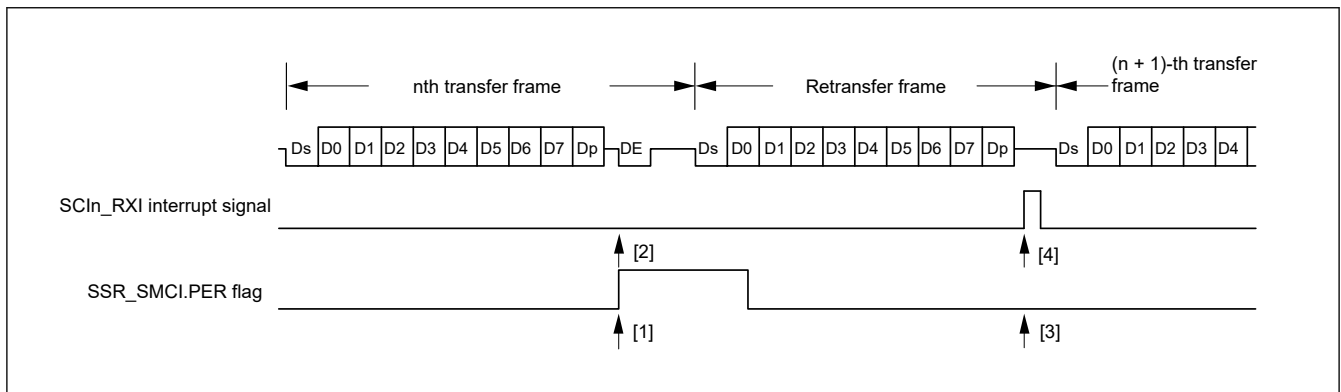 nth transfer frame
Retransfer frame
(n + 1)-th transfer
frame
Ds D0 D1 D2 D3 D4 D5 D6 D7 Dp DE Ds D0 D1 D2 D3 D4 D5 D6 D7 Dp Ds D0 D1 D2 D3 D4
SCIn_RXI interrupt signal
[2] [4]
SSR_SMCI.PER flag
[1] [3]